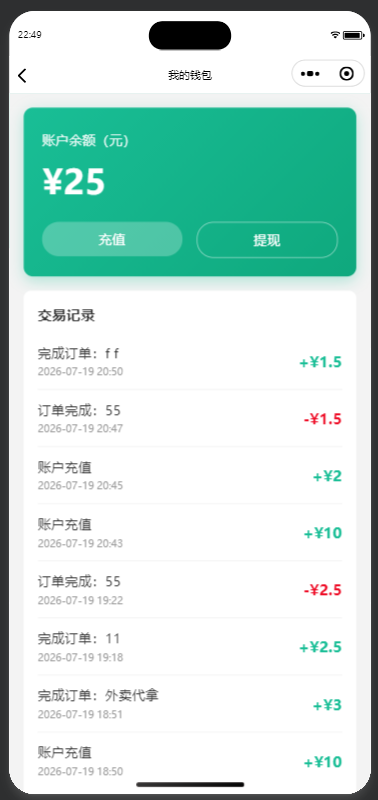 22:49
我的钱包
账户余额（元）
¥25
充值 提现
交易记录
完成订单：f f
+¥1.5
2026-07-19 20:50
订单完成：55
-¥1.5
2026-07-19 20:47
账户充值
+¥2
2026-07-19 20:45
账户充值
+¥10
2026-07-19 20:43
订单完成：55
-¥2.5
2026-07-19 19:22
完成订单：11
+¥2.5
2026-07-19 19:18
完成订单：外卖代拿
+¥3
2026-07-19 18:51
账户充值
+¥10
2026-07-19 18:50